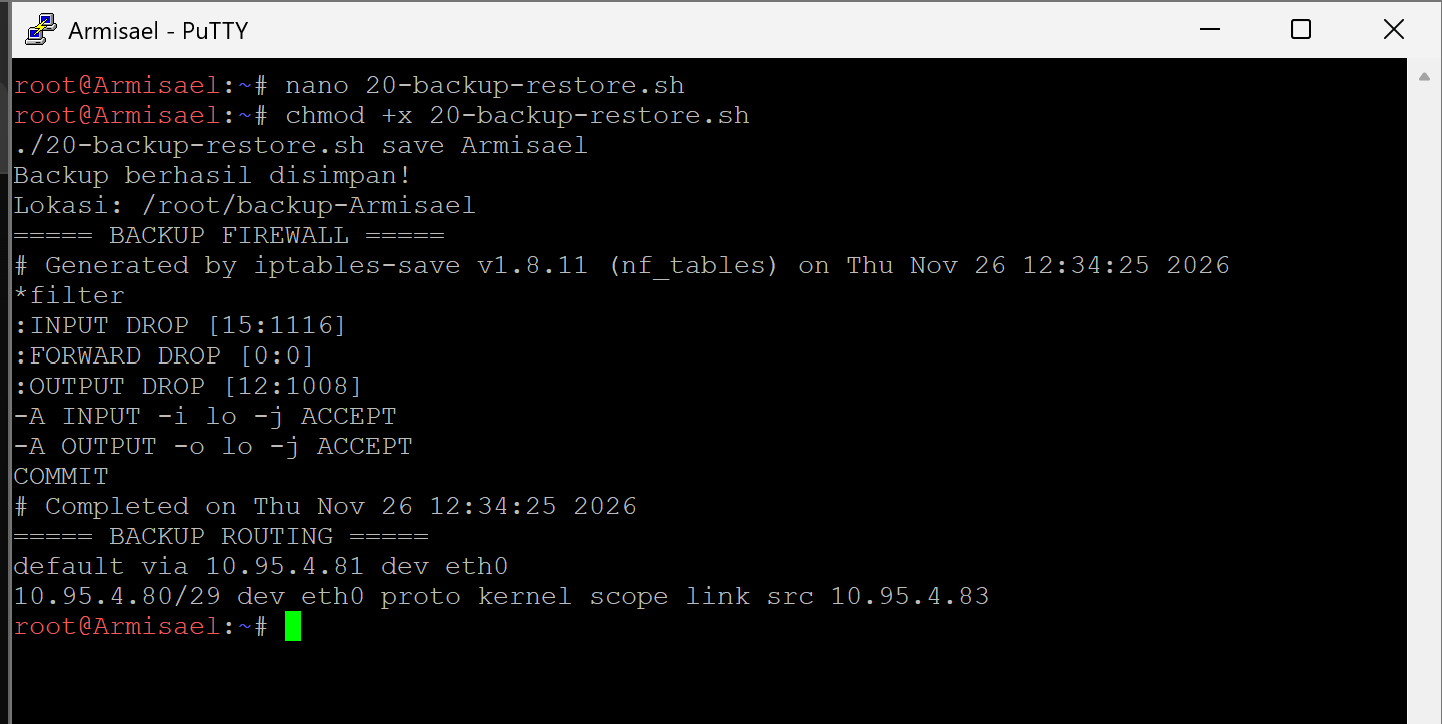 Armisael - PuTTY
root@Armisael:~# nano 20-backup-restore.sh
root@Armisael:~# chmod +x 20-backup-restore.sh
./20-backup-restore.sh save Armisael
Backup berhasil disimpan!
Lokasi: /root/backup-Armisael
===== BACKUP FIREWALL =====
# Generated by iptables-save v1.8.11 (nf_tables) on Thu Nov 26 12:34:25 2026
*filter
:INPUT DROP [15:1116]
:FORWARD DROP [0:0]
:OUTPUT DROP [12:1008]
-A INPUT -i lo -j ACCEPT
-A OUTPUT -o lo -j ACCEPT
COMMIT
# Completed on Thu Nov 26 12:34:25 2026
===== BACKUP ROUTING =====
default via 10.95.4.81 dev eth0
10.95.4.80/29 dev eth0 proto kernel scope link src 10.95.4.83
root@Armisael:~#